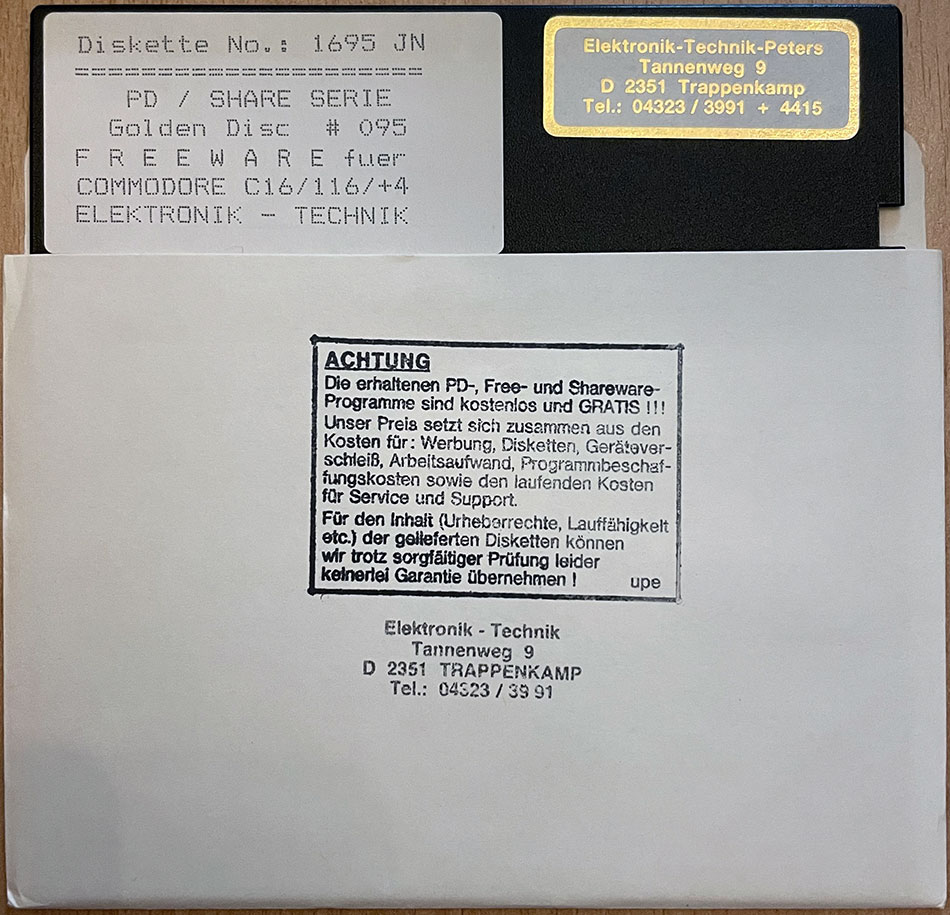 Diskette No.: 1695 JN
=====================
PD / SHARE SERIE
Golden Disc # 095
F R E E W A R E fuer
COMMODORE C16/116/+4
ELEKTRONIK - TECHNIK
Elektronik-Technik-Peters
Tannenweg 9
D 2351 Trappenkamp
Tel.: 04323 / 3991 + 4415
ACHTUNG
Die erhaltenen PD-, Free- und Shareware-
Programme sind kostenlos und GRATIS !!!
Unser Preis setzt sich zusammen aus den
Kosten für: Werbung, Disketten, Gerätever-
schleiß, Arbeitsaufwand, Programmbeschaf-
fungskosten sowie den laufenden Kosten
für Service und Support.
Für den Inhalt (Urheberrechte, Lauffähigkeit
etc.) der gelieferten Disketten können
wir trotz sorgfältiger Prüfung leider
keinerlei Garantie übernehmen ! upe
Elektronik - Technik
Tannenweg 9
D 2351 TRAPPENKAMP
Tel.: 04323 / 39 91